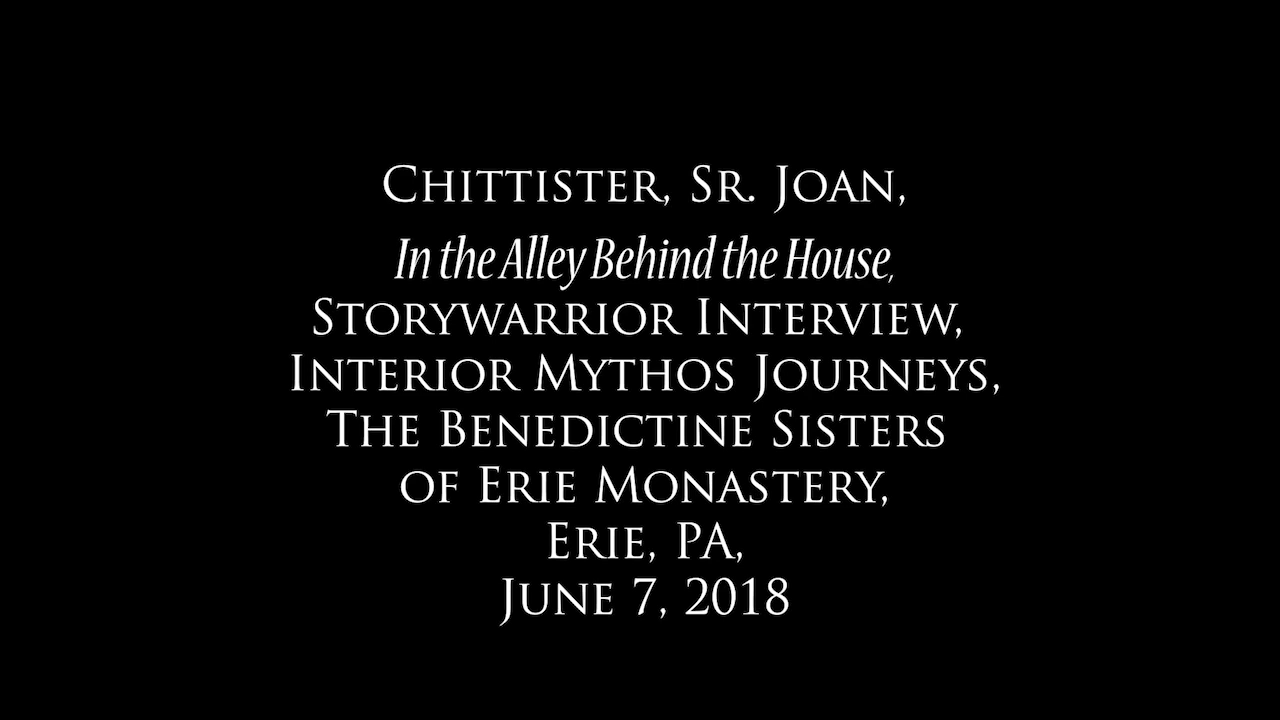 Chittister, Sr. Joan,
In the Alley Behind the House,
Storywarrior Interview,
Interior Mythos Journeys,
The Benedictine Sisters
of Erie Monastery,
Erie, PA,
June 7, 2018